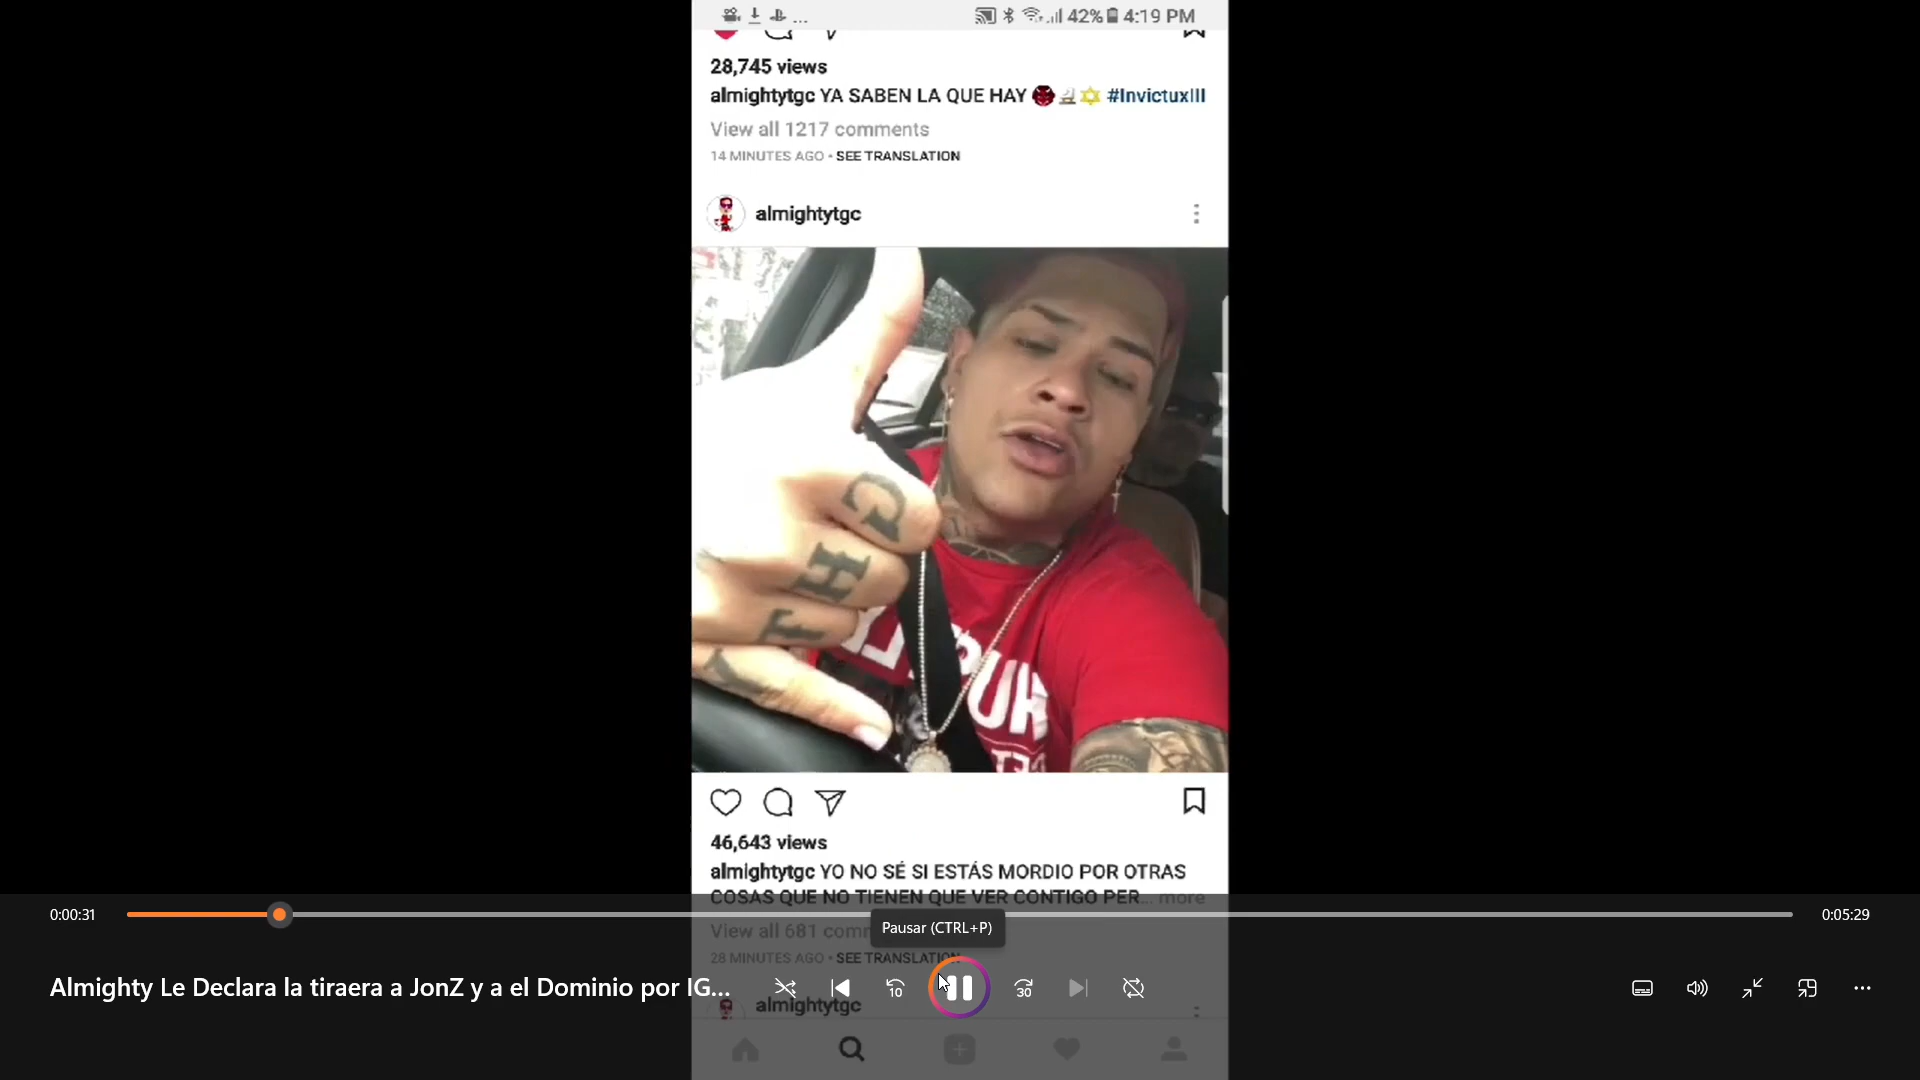 42% 4:19 PM
28,745 views
almightytgc YA SABEN LA QUE HAY #InvictuxIII
View all 1217 comments
14 MINUTES AGO • SEE TRANSLATION
almightytgc
G
H
T
46,643 views
almightytgc YO NO SÉ SI ESTÁS MORDIO POR OTRAS
COSAS QUE NO TIENEN QUE VER CONTIGO PER... more
0:00:31
0:05:29
Pausar (CTRL+P)
View all 681 comm
28 MINUTES AGO • SEE TRANSLATION
Almighty Le Declara la tiraera a JonZ y a el Dominio por IG...
10
30
almightytgc